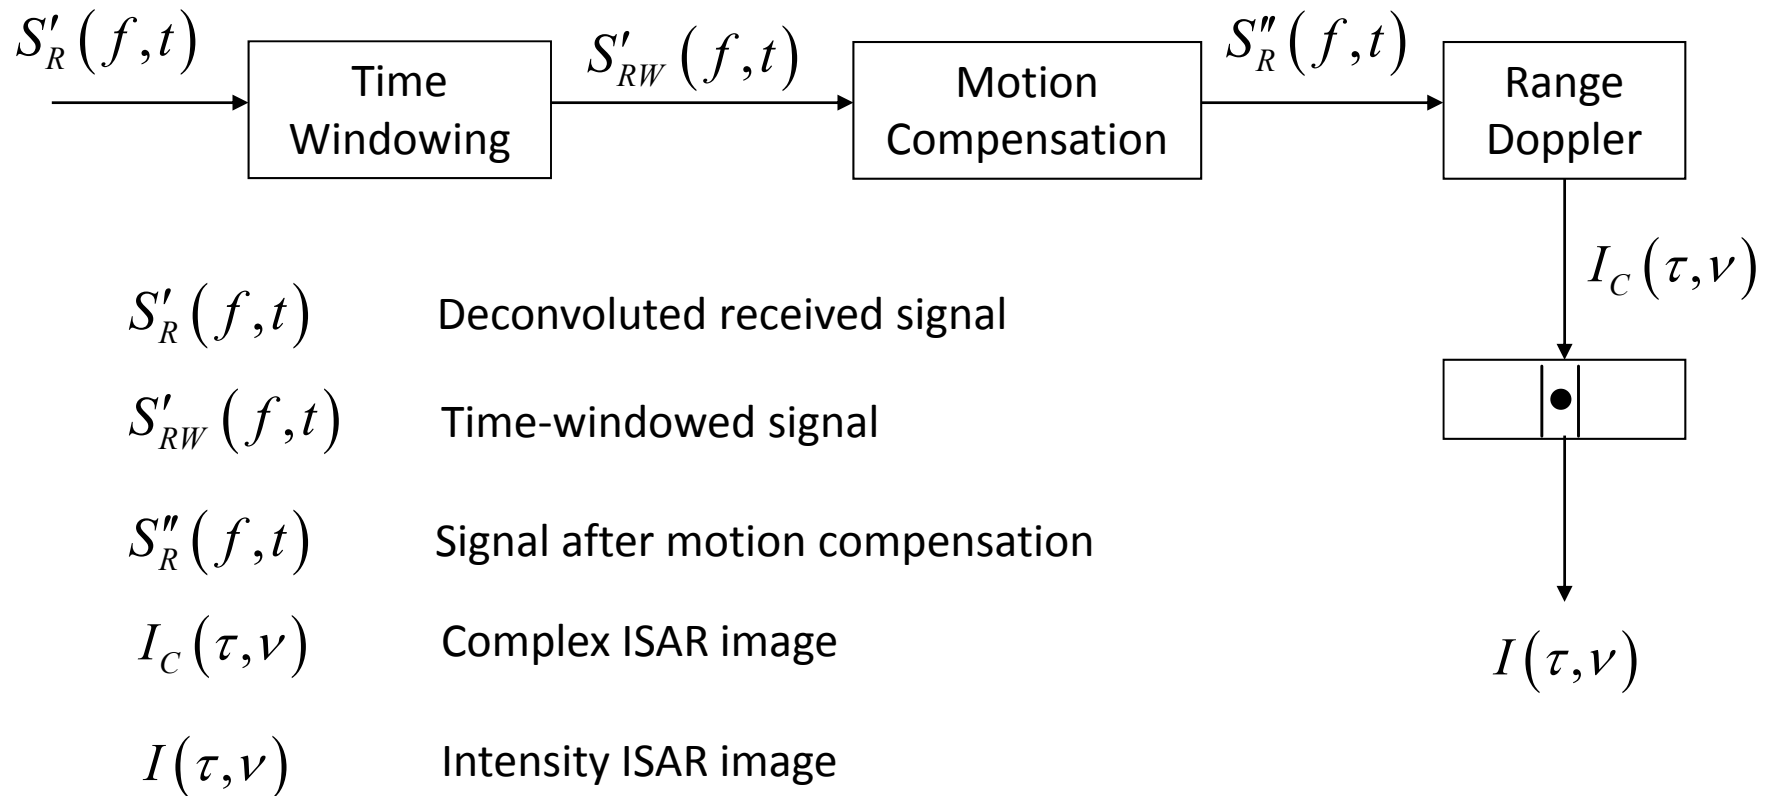 S′_R(f,t)
Time
Windowing
S′_RW(f,t)
Motion
Compensation
S″_R(f,t)
Range
Doppler
I_C(τ,ν)
|•|
I(τ,ν)
S′_R(f,t) Deconvoluted received signal
S′_RW(f,t) Time-windowed signal
S″_R(f,t) Signal after motion compensation
I_C(τ,ν) Complex ISAR image
I(τ,ν) Intensity ISAR image